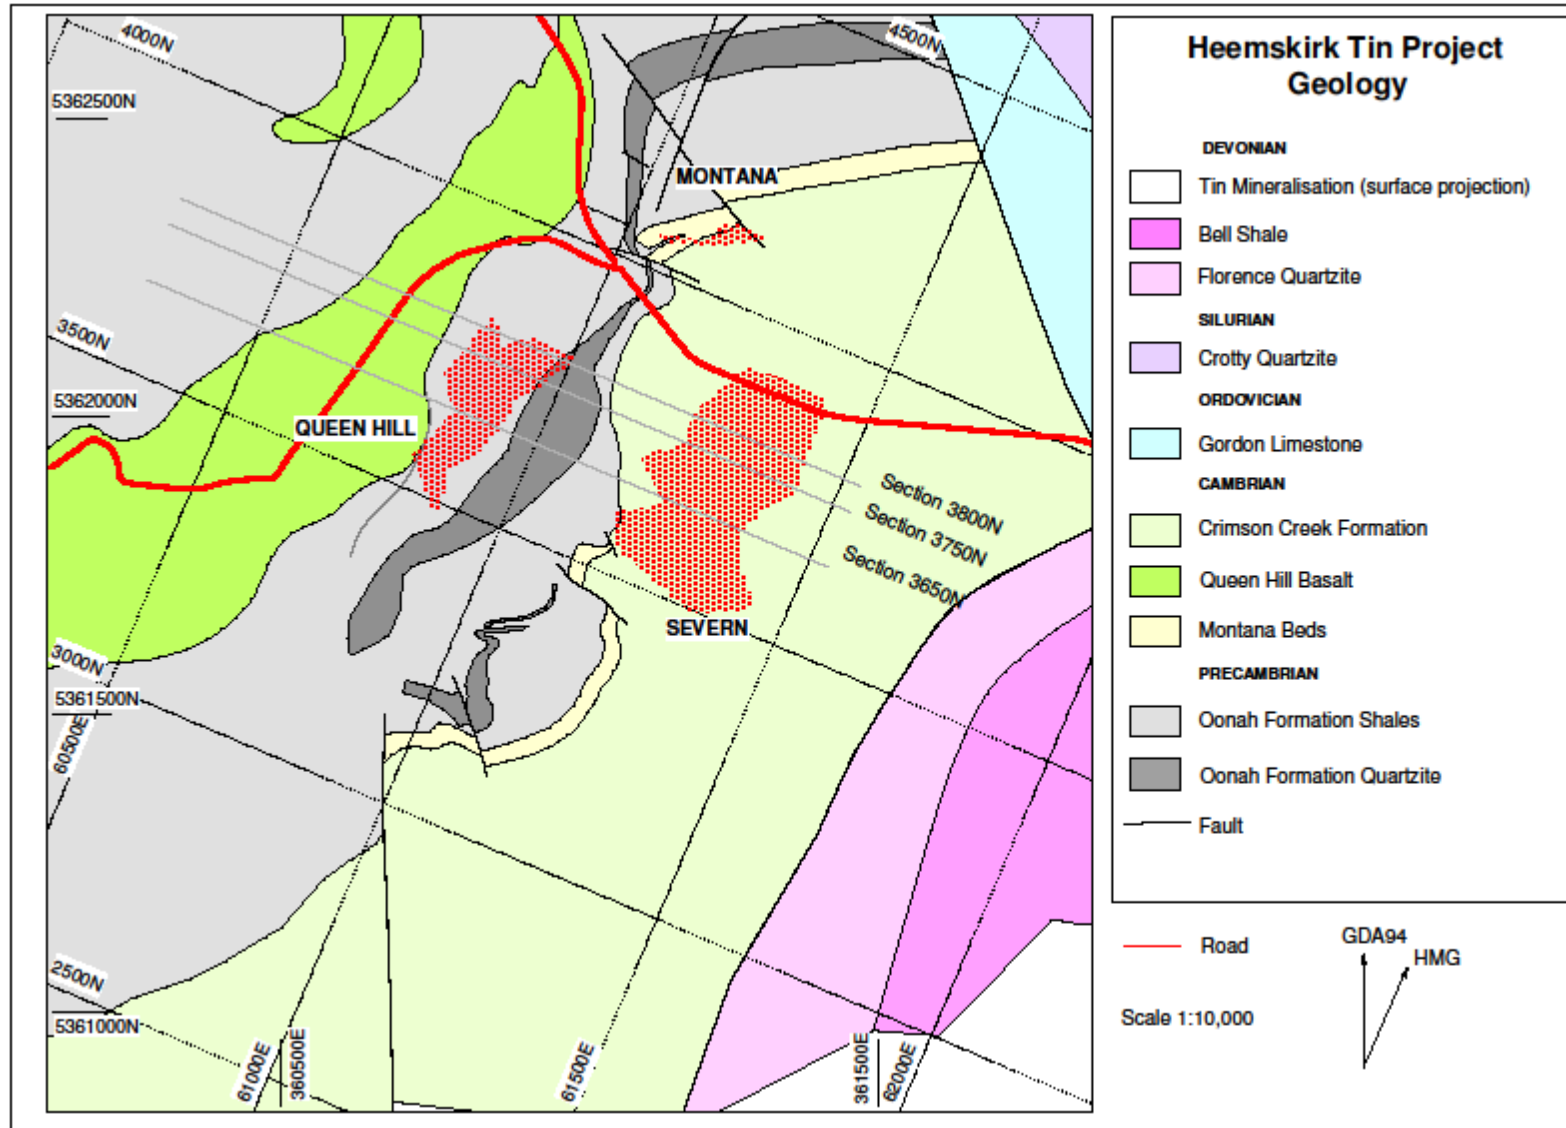 Heemskirk Tin Project
Geology
DEVONIAN
Tin Mineralisation (surface projection)
Bell Shale
Florence Quartzite
SILURIAN
Crotty Quartzite
ORDOVICIAN
Gordon Limestone
CAMBRIAN
Crimson Creek Formation
Queen Hill Basalt
Montana Beds
PRECAMBRIAN
Oonah Formation Shales
Oonah Formation Quartzite
Fault
Road
Scale 1:10,000
GDA94
HMG
4000N
4500N
5362500N
MONTANA
3500N
5362000N
QUEEN HILL
Section 3800N
Section 3750N
Section 3650N
SEVERN
3000N
5361500N
60500E
2500N
5361000N
61000E
360500E
61500E
361500E
62000E